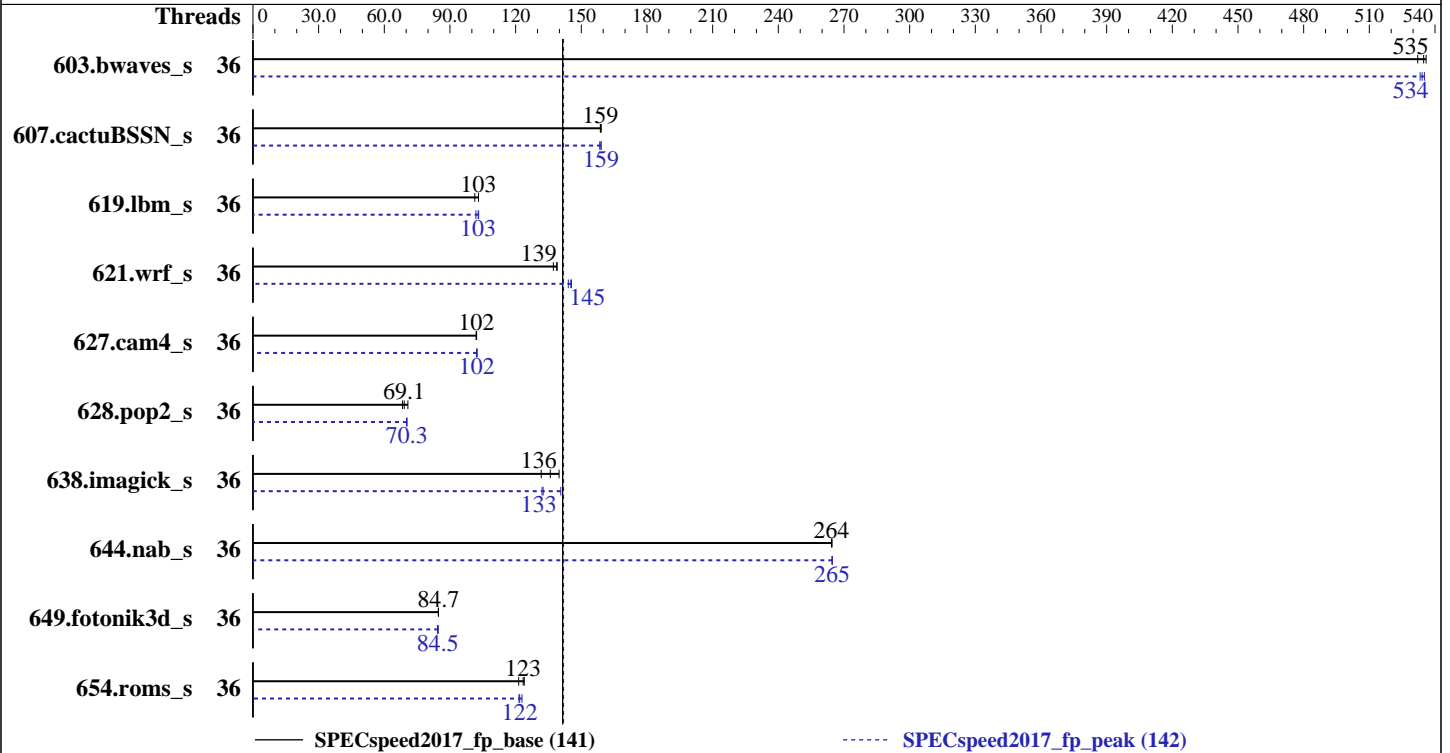 Threads 0 30.0 60.0 90.0 120 150 180 210 240 270 300 330 360 390 420 450 480 510 540
535
603.bwaves_s 36
534
159
607.cactuBSSN_s 36
159
103
619.lbm_s 36
103
139
621.wrf_s 36
145
102
627.cam4_s 36
102
69.1
628.pop2_s 36
70.3
136
638.imagick_s 36
133
264
644.nab_s 36
265
84.7
649.fotonik3d_s 36
84.5
123
654.roms_s 36
122
SPECspeed2017_fp_base (141) SPECspeed2017_fp_peak (142)